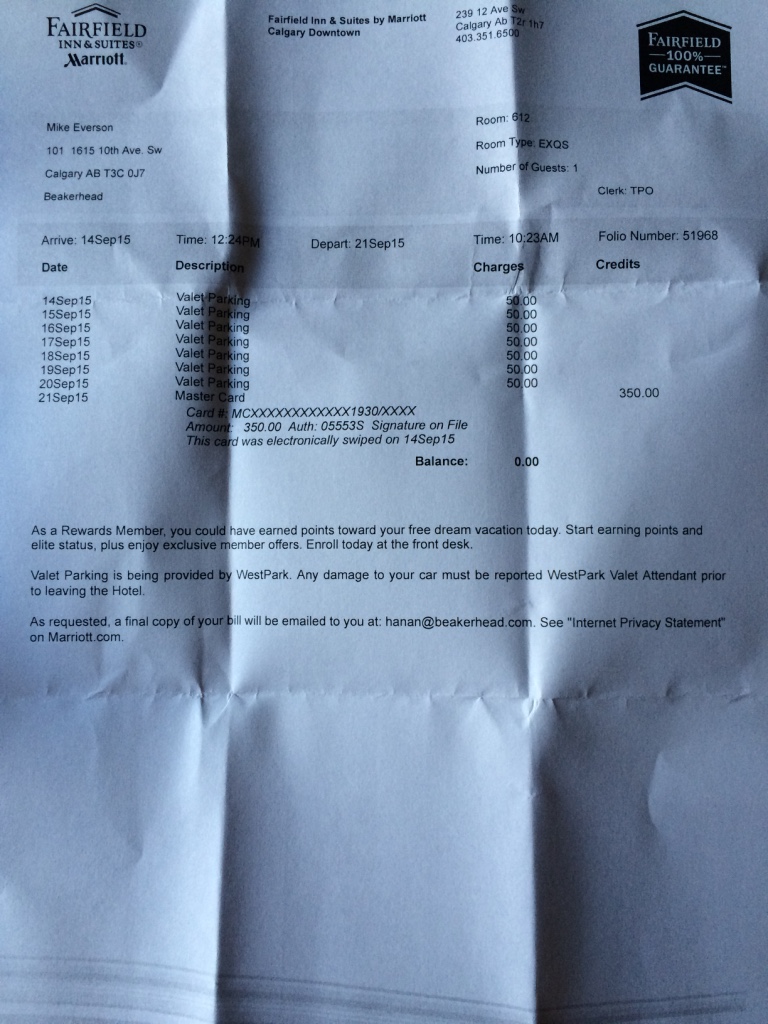 FAIRFIELD
INN & SUITES®
Marriott.
Fairfield Inn & Suites by Marriott
Calgary Downtown
239 12 Ave Sw
Calgary Ab T2r 1h7
403.351.6500
FAIRFIELD
100%
GUARANTEE™
Mike Everson
101 1615 10th Ave. Sw
Calgary AB T3C 0J7
Beakerhead
Room: 612
Room Type: EXQS
Number of Guests: 1
Clerk: TPO
Arrive: 14Sep15 Time: 12:24PM Depart: 21Sep15 Time: 10:23AM Folio Number: 51968
Date Description Charges Credits
14Sep15 Valet Parking 50.00
15Sep15 Valet Parking 50.00
16Sep15 Valet Parking 50.00
17Sep15 Valet Parking 50.00
18Sep15 Valet Parking 50.00
19Sep15 Valet Parking 50.00
20Sep15 Valet Parking 50.00
21Sep15 Master Card 350.00
Card #: MCXXXXXXXXXXXX1930/XXXX
Amount: 350.00 Auth: 05553S Signature on File
This card was electronically swiped on 14Sep15
Balance: 0.00
As a Rewards Member, you could have earned points toward your free dream vacation today. Start earning points and
elite status, plus enjoy exclusive member offers. Enroll today at the front desk.
Valet Parking is being provided by WestPark. Any damage to your car must be reported WestPark Valet Attendant prior
to leaving the Hotel.
As requested, a final copy of your bill will be emailed to you at: hanan@beakerhead.com. See "Internet Privacy Statement"
on Marriott.com.